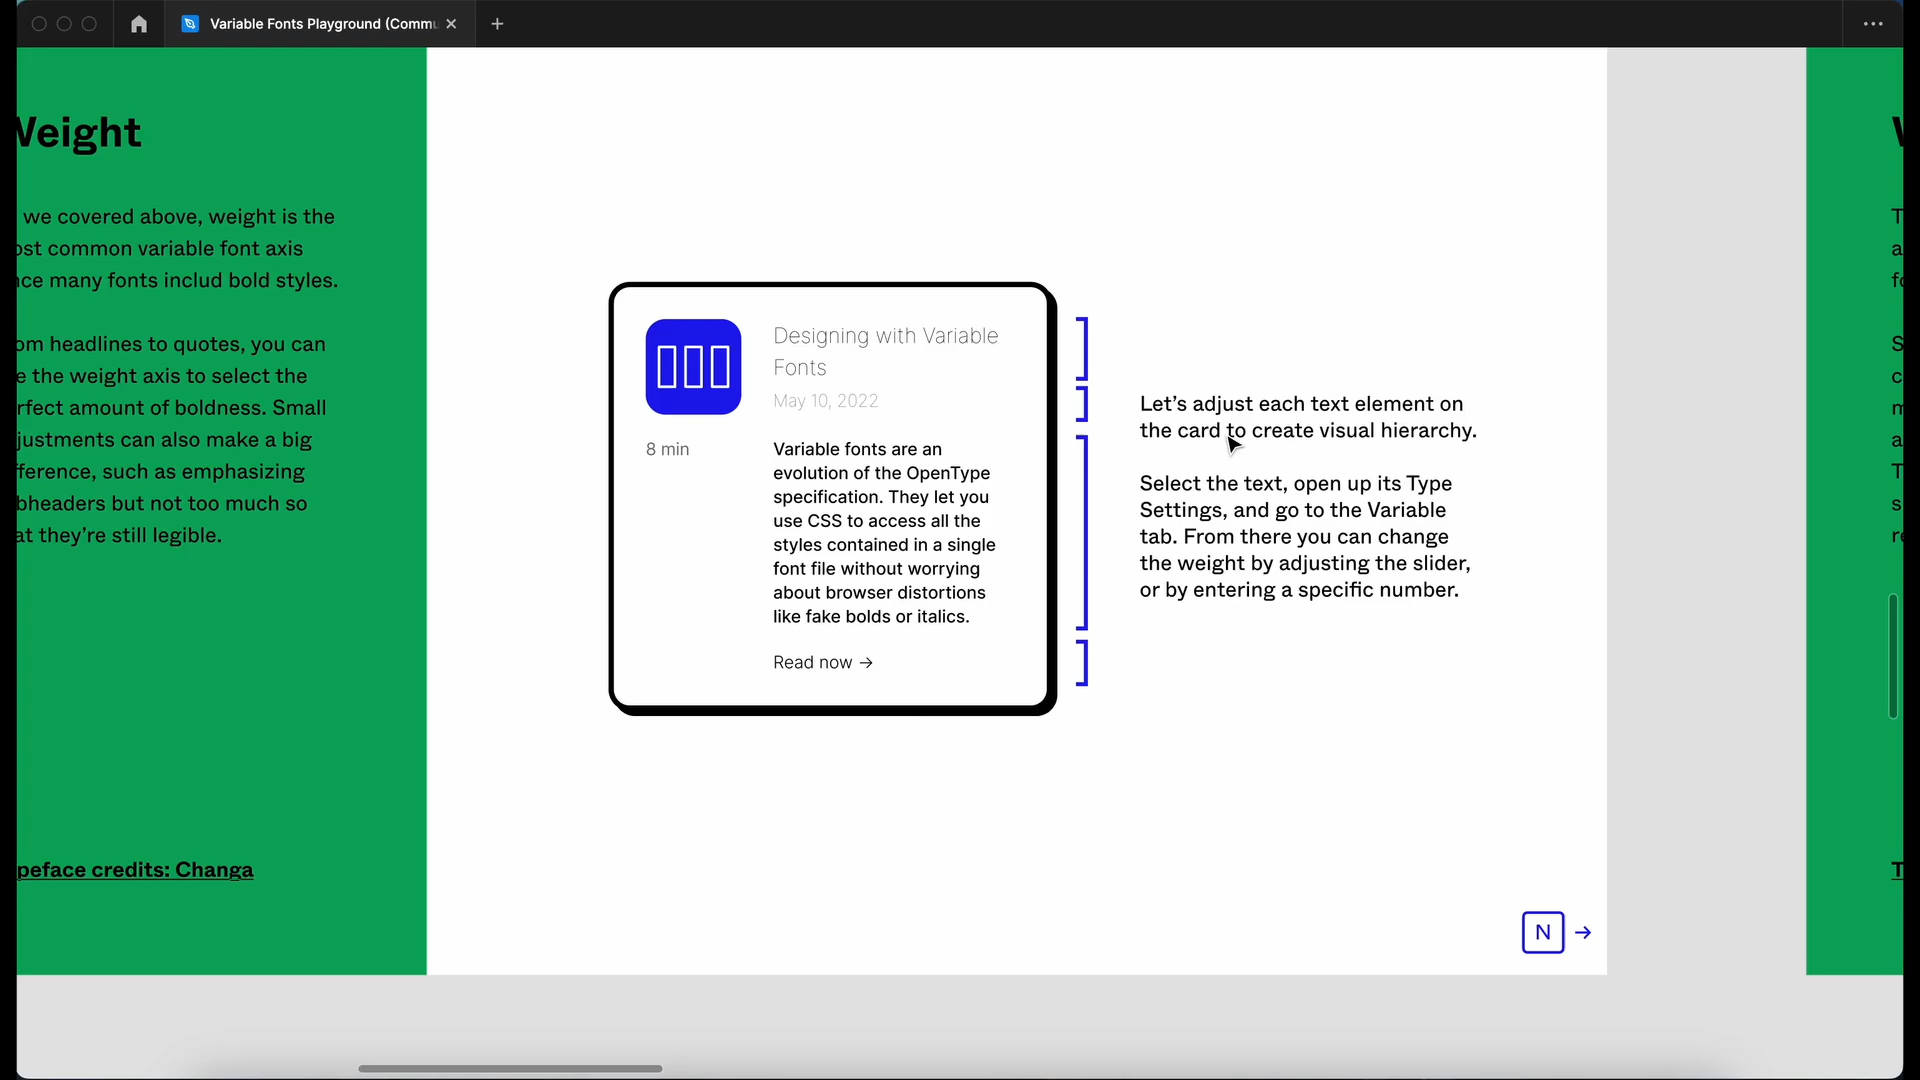 Variable Fonts Playground (Commu
Weight
we covered above, weight is the
ost common variable font axis
nce many fonts includ bold styles.
om headlines to quotes, you can
e the weight axis to select the
rfect amount of boldness. Small
justments can also make a big
fference, such as emphasizing
bheaders but not too much so
at they're still legible.
peface credits: Changa
Designing with Variable
Fonts
May 10, 2022
8 min
Variable fonts are an
evolution of the OpenType
specification. They let you
use CSS to access all the
styles contained in a single
font file without worrying
about browser distortions
like fake bolds or italics.
Read now →
Let's adjust each text element on
the card to create visual hierarchy.
Select the text, open up its Type
Settings, and go to the Variable
tab. From there you can change
the weight by adjusting the slider,
or by entering a specific number.
N →